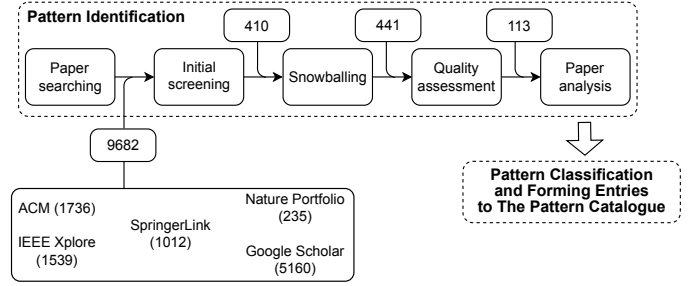 Pattern Identification
410
441
113
Paper
searching
Initial
screening
Snowballing
Quality
assessment
Paper
analysis
9682
ACM (1736)
IEEE Xplore
(1539)
SpringerLink
(1012)
Nature Portfolio
(235)
Google Scholar
(5160)
Pattern Classification
and Forming Entries
to The Pattern Catalogue